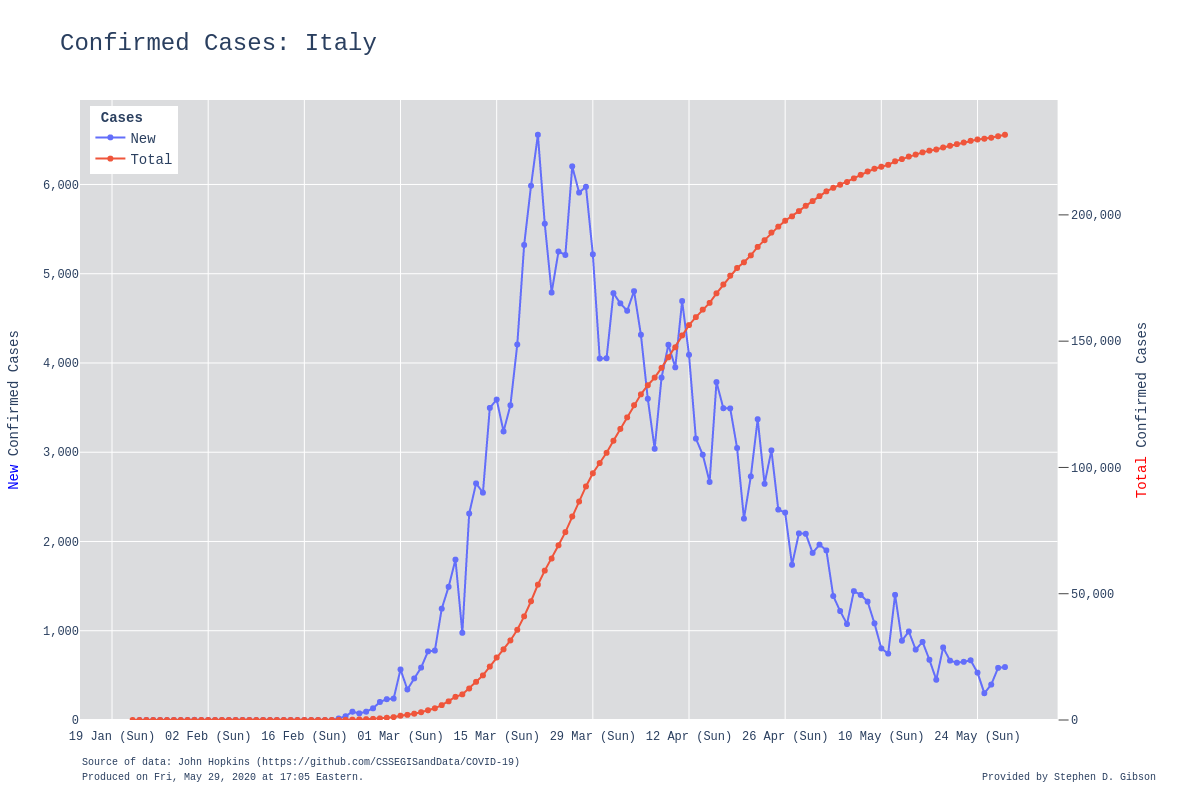 Confirmed Cases: Italy
Cases
New
Total
6,000
5,000
4,000
3,000
2,000
1,000
0
New Confirmed Cases
200,000
150,000
100,000
50,000
0
Total Confirmed Cases
19 Jan (Sun) 02 Feb (Sun) 16 Feb (Sun) 01 Mar (Sun) 15 Mar (Sun) 29 Mar (Sun) 12 Apr (Sun) 26 Apr (Sun) 10 May (Sun) 24 May (Sun)
Source of data: John Hopkins (https://github.com/CSSEGISandData/COVID-19)
Produced on Fri, May 29, 2020 at 17:05 Eastern.
Provided by Stephen D. Gibson